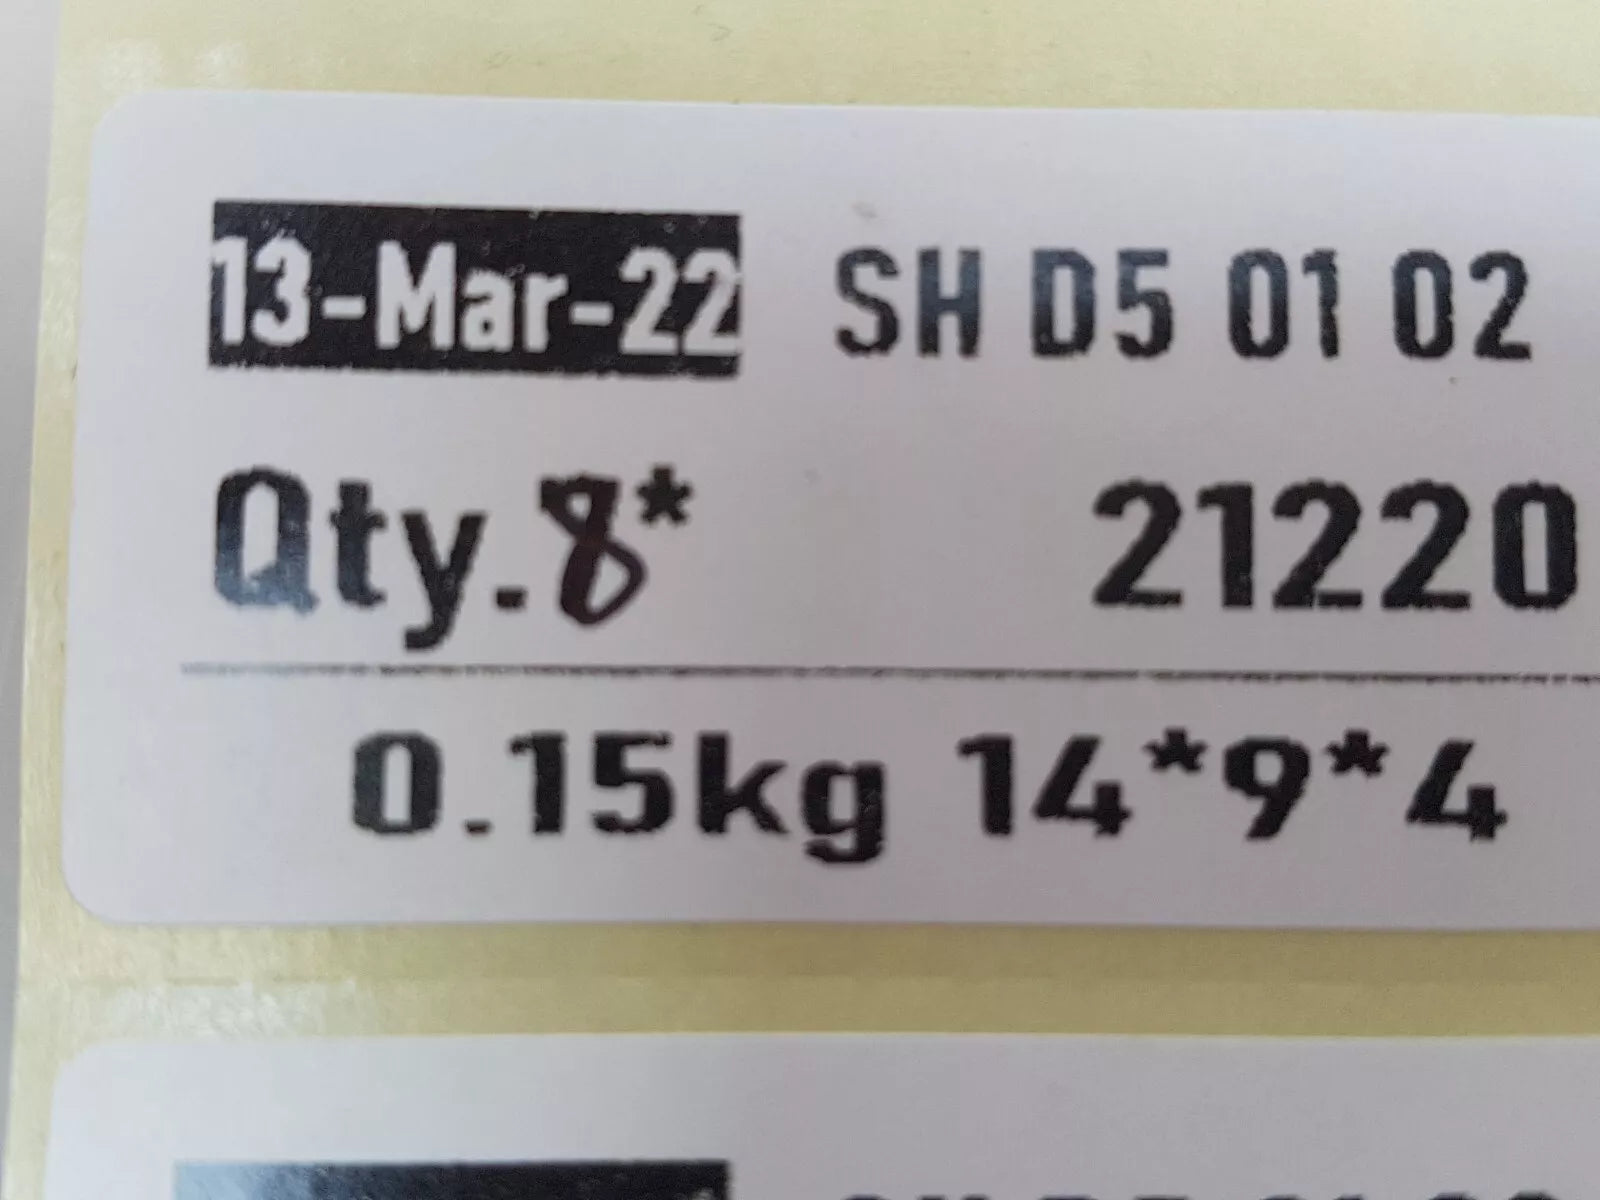 13-Mar-22 SH D5 01 02
Qty.8* 21220
0.15kg 14*9*4